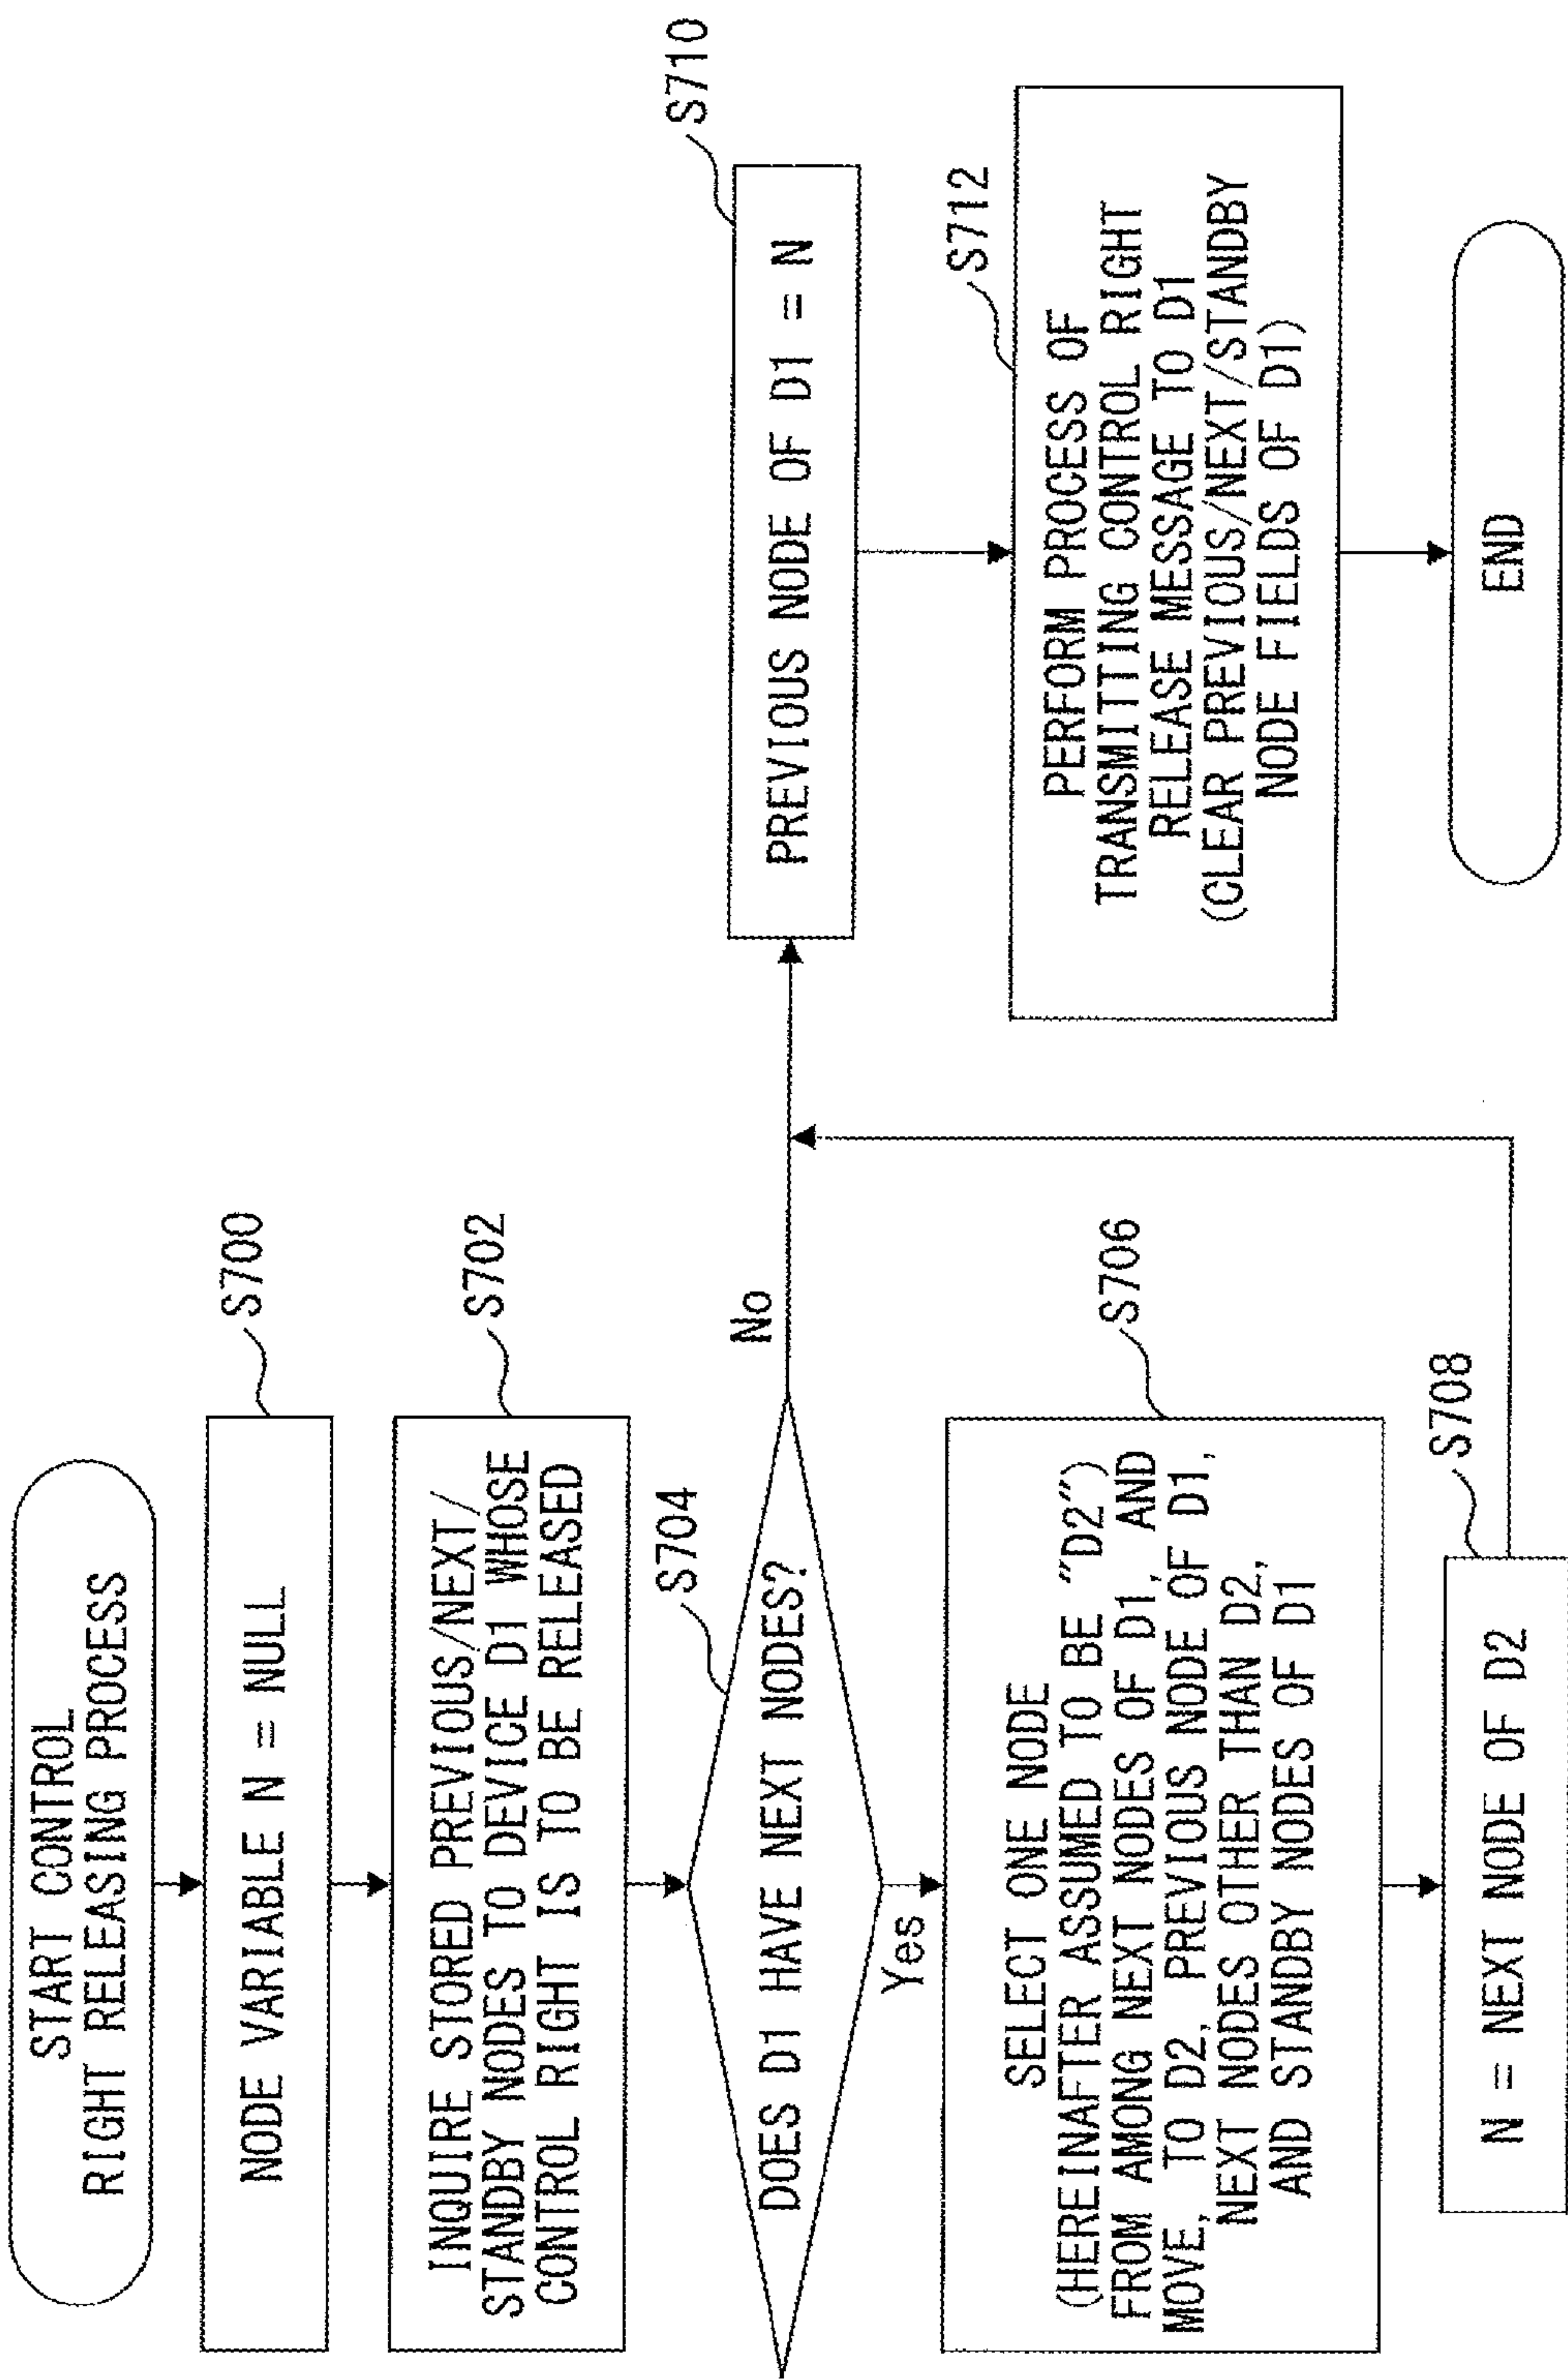 START CONTROL
RIGHT RELEASING PROCESS
S700
NODE VARIABLE N = NULL
S702
INQUIRE STORED PREVIOUS/NEXT/
STANDBY NODES TO DEVICE D1 WHOSE
CONTROL RIGHT IS TO BE RELEASED
S704
DOES D1 HAVE NEXT NODES?
No
Yes
S706
SELECT ONE NODE
(HEREINAFTER ASSUMED TO BE "D2")
FROM AMONG NEXT NODES OF D1, AND
MOVE, TO D2, PREVIOUS NODE OF D1,
NEXT NODES OTHER THAN D2,
AND STANDBY NODES OF D1
S708
N = NEXT NODE OF D2
S710
PREVIOUS NODE OF D1 = N
S712
PERFORM PROCESS OF
TRANSMITTING CONTROL RIGHT
RELEASE MESSAGE TO D1
(CLEAR PREVIOUS/NEXT/STANDBY
NODE FIELDS OF D1)
END